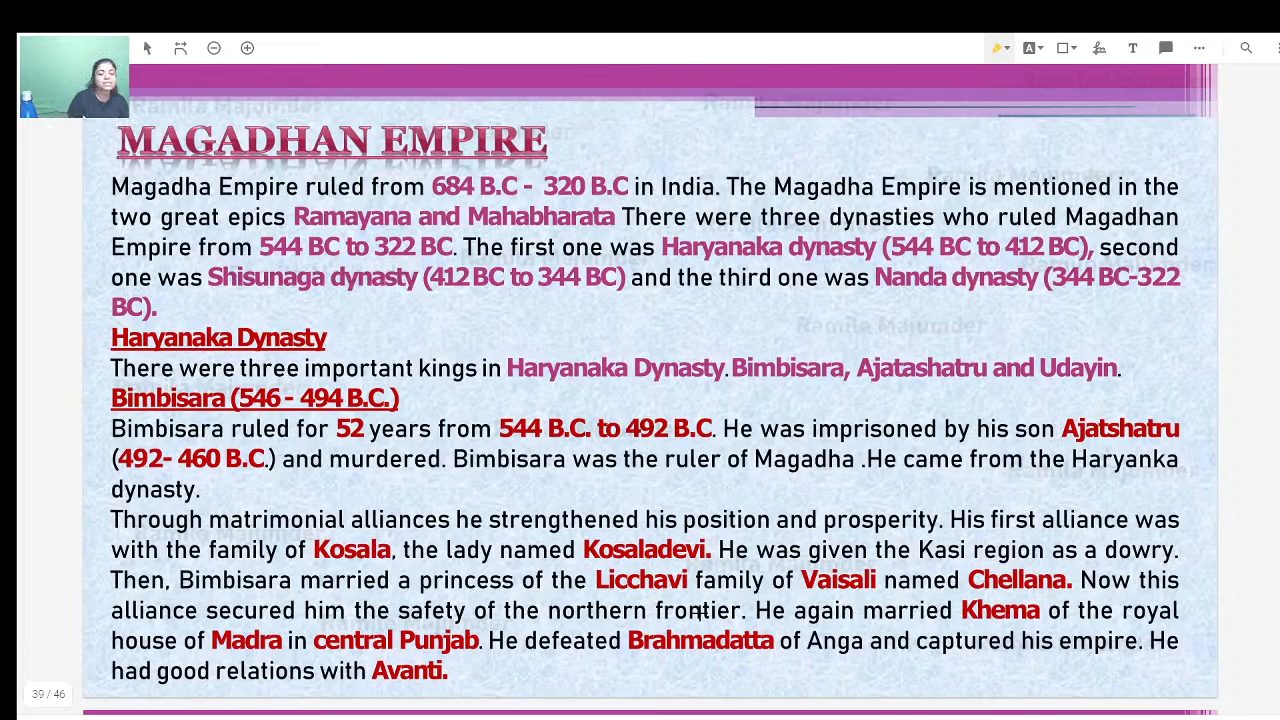 MAGADHAN EMPIRE
Magadha Empire ruled from 684 B.C - 320 B.C in India. The Magadha Empire is mentioned in the
two great epics Ramayana and Mahabharata There were three dynasties who ruled Magadhan
Empire from 544 BC to 322 BC. The first one was Haryanaka dynasty (544 BC to 412 BC), second
one was Shisunaga dynasty (412 BC to 344 BC) and the third one was Nanda dynasty (344 BC-322
BC).
Haryanaka Dynasty
There were three important kings in Haryanaka Dynasty.Bimbisara, Ajatashatru and Udayin.
Bimbisara (546 - 494 B.C.)
Bimbisara ruled for 52 years from 544 B.C. to 492 B.C. He was imprisoned by his son Ajatshatru
(492- 460 B.C.) and murdered. Bimbisara was the ruler of Magadha .He came from the Haryanka
dynasty.
Through matrimonial alliances he strengthened his position and prosperity. His first alliance was
with the family of Kosala, the lady named Kosaladevi. He was given the Kasi region as a dowry.
Then, Bimbisara married a princess of the Licchavi family of Vaisali named Chellana. Now this
alliance secured him the safety of the northern frontier. He again married Khema of the royal
house of Madra in central Punjab. He defeated Brahmadatta of Anga and captured his empire. He
had good relations with Avanti.
39 / 46